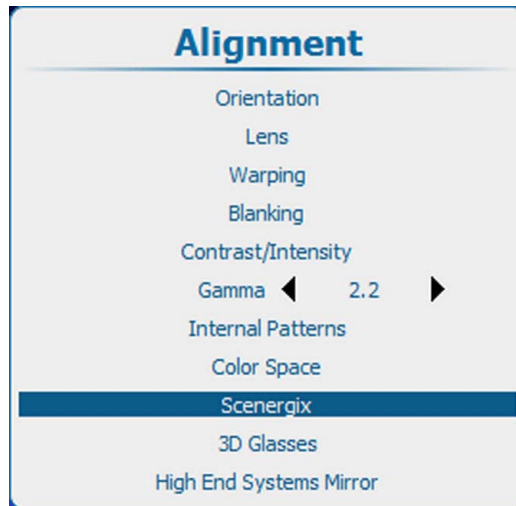 Alignment
Orientation
Lens
Warping
Blanking
Contrast/Intensity
Gamma 2.2
Internal Patterns
Color Space
Scenergix
3D Glasses
High End Systems Mirror